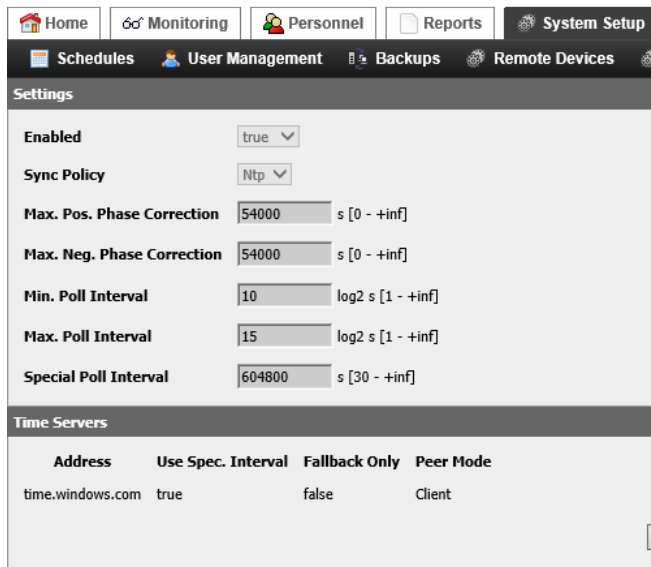 Home Monitoring Personnel Reports System Setup
Schedules User Management Backups Remote Devices
Settings
Enabled true
Sync Policy Ntp
Max. Pos. Phase Correction 54000 s [0 - +inf]
Max. Neg. Phase Correction 54000 s [0 - +inf]
Min. Poll Interval 10 log2 s [1 - +inf]
Max. Poll Interval 15 log2 s [1 - +inf]
Special Poll Interval 604800 s [30 - +inf]
Time Servers
Address Use Spec. Interval Fallback Only Peer Mode
time.windows.com true false Client